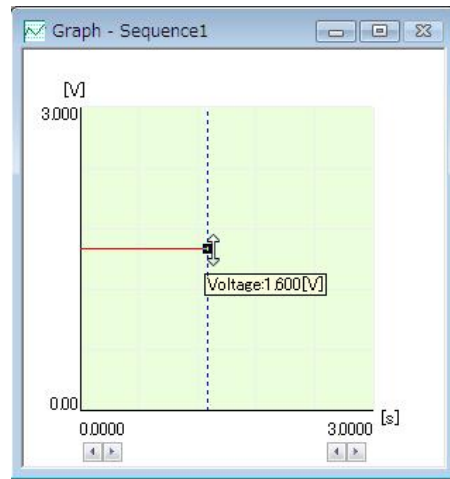 Graph - Sequence1
[V]
3.000
Voltage:1.600[V]
0.00
0.0000
3.0000
[s]